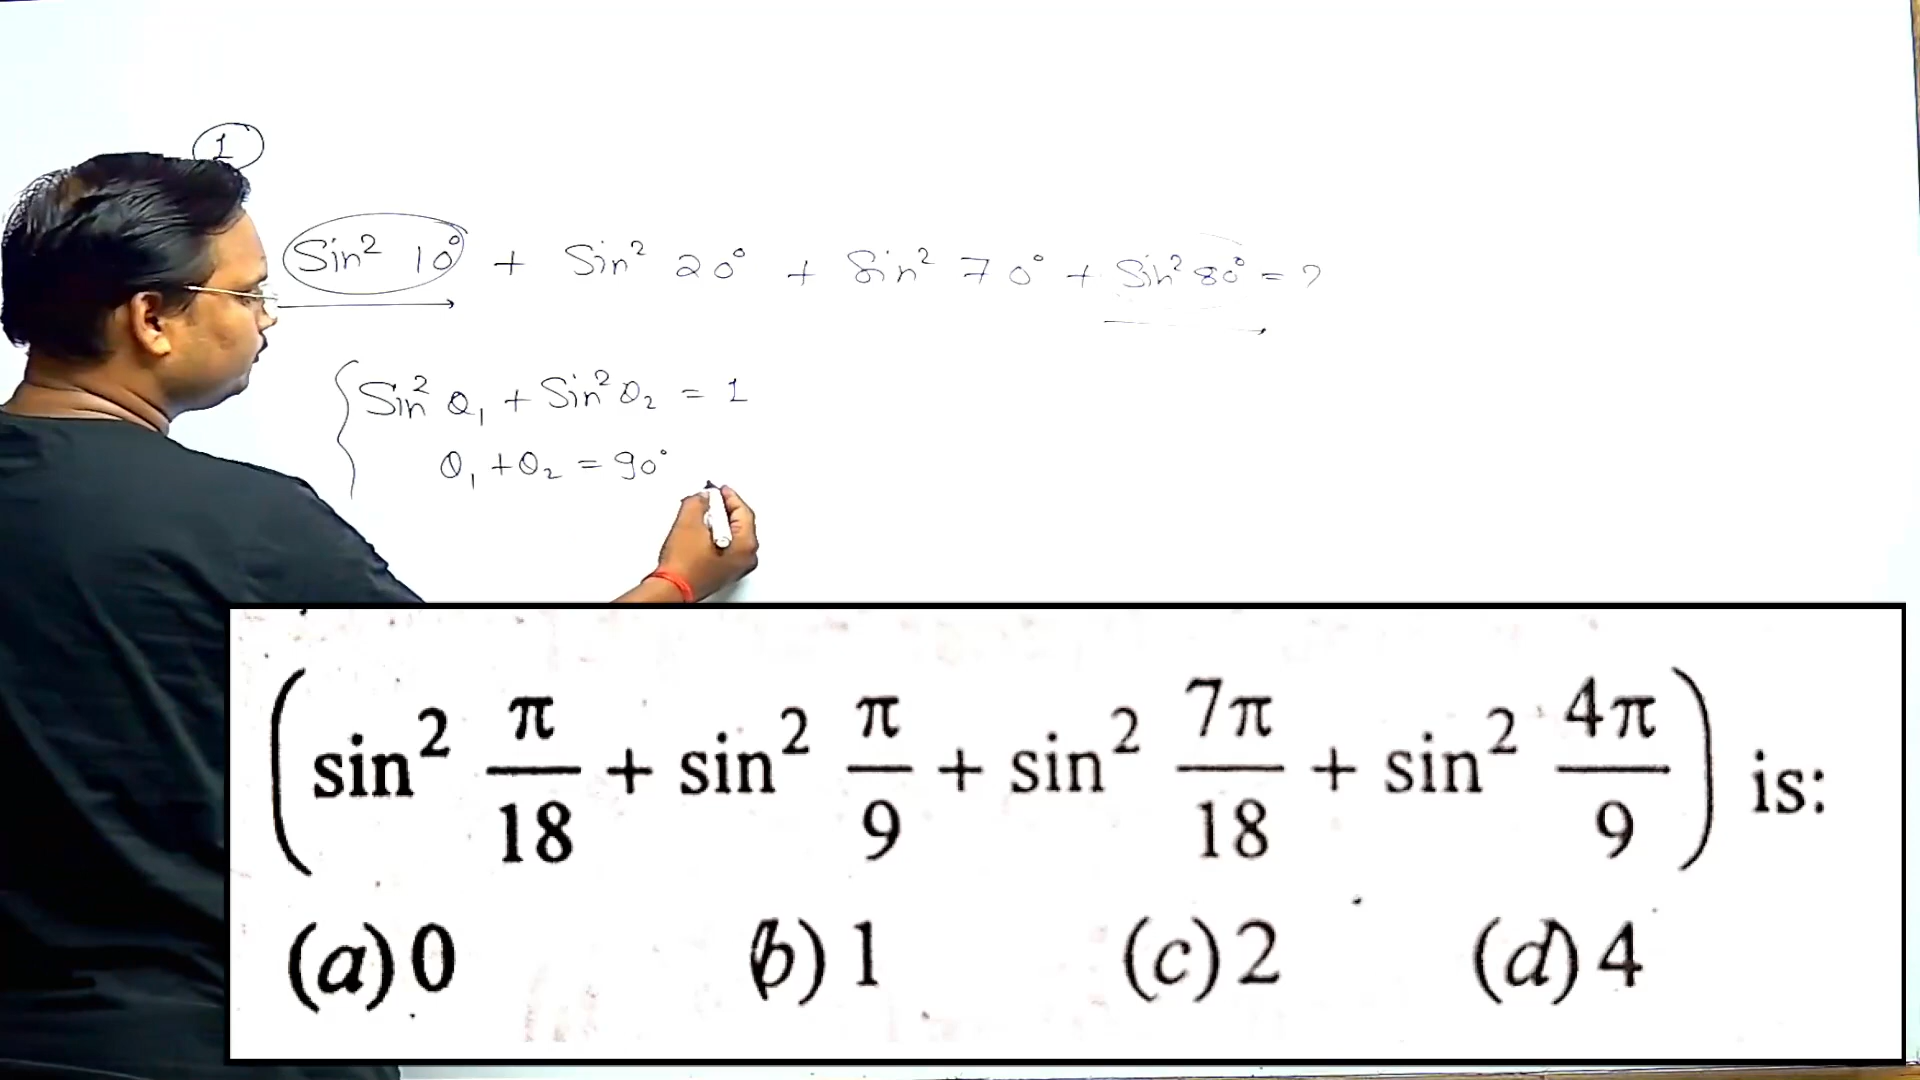 1
Sin² 10° + Sin² 20° + Sin² 70° + Sin² 80° = ?
Sin² θ₁ + Sin² θ₂ = 1
θ₁ + θ₂ = 90°
(sin² π/18 + sin² π/9 + sin² 7π/18 + sin² 4π/9) is:
(a) 0 (b) 1 (c) 2 (d) 4